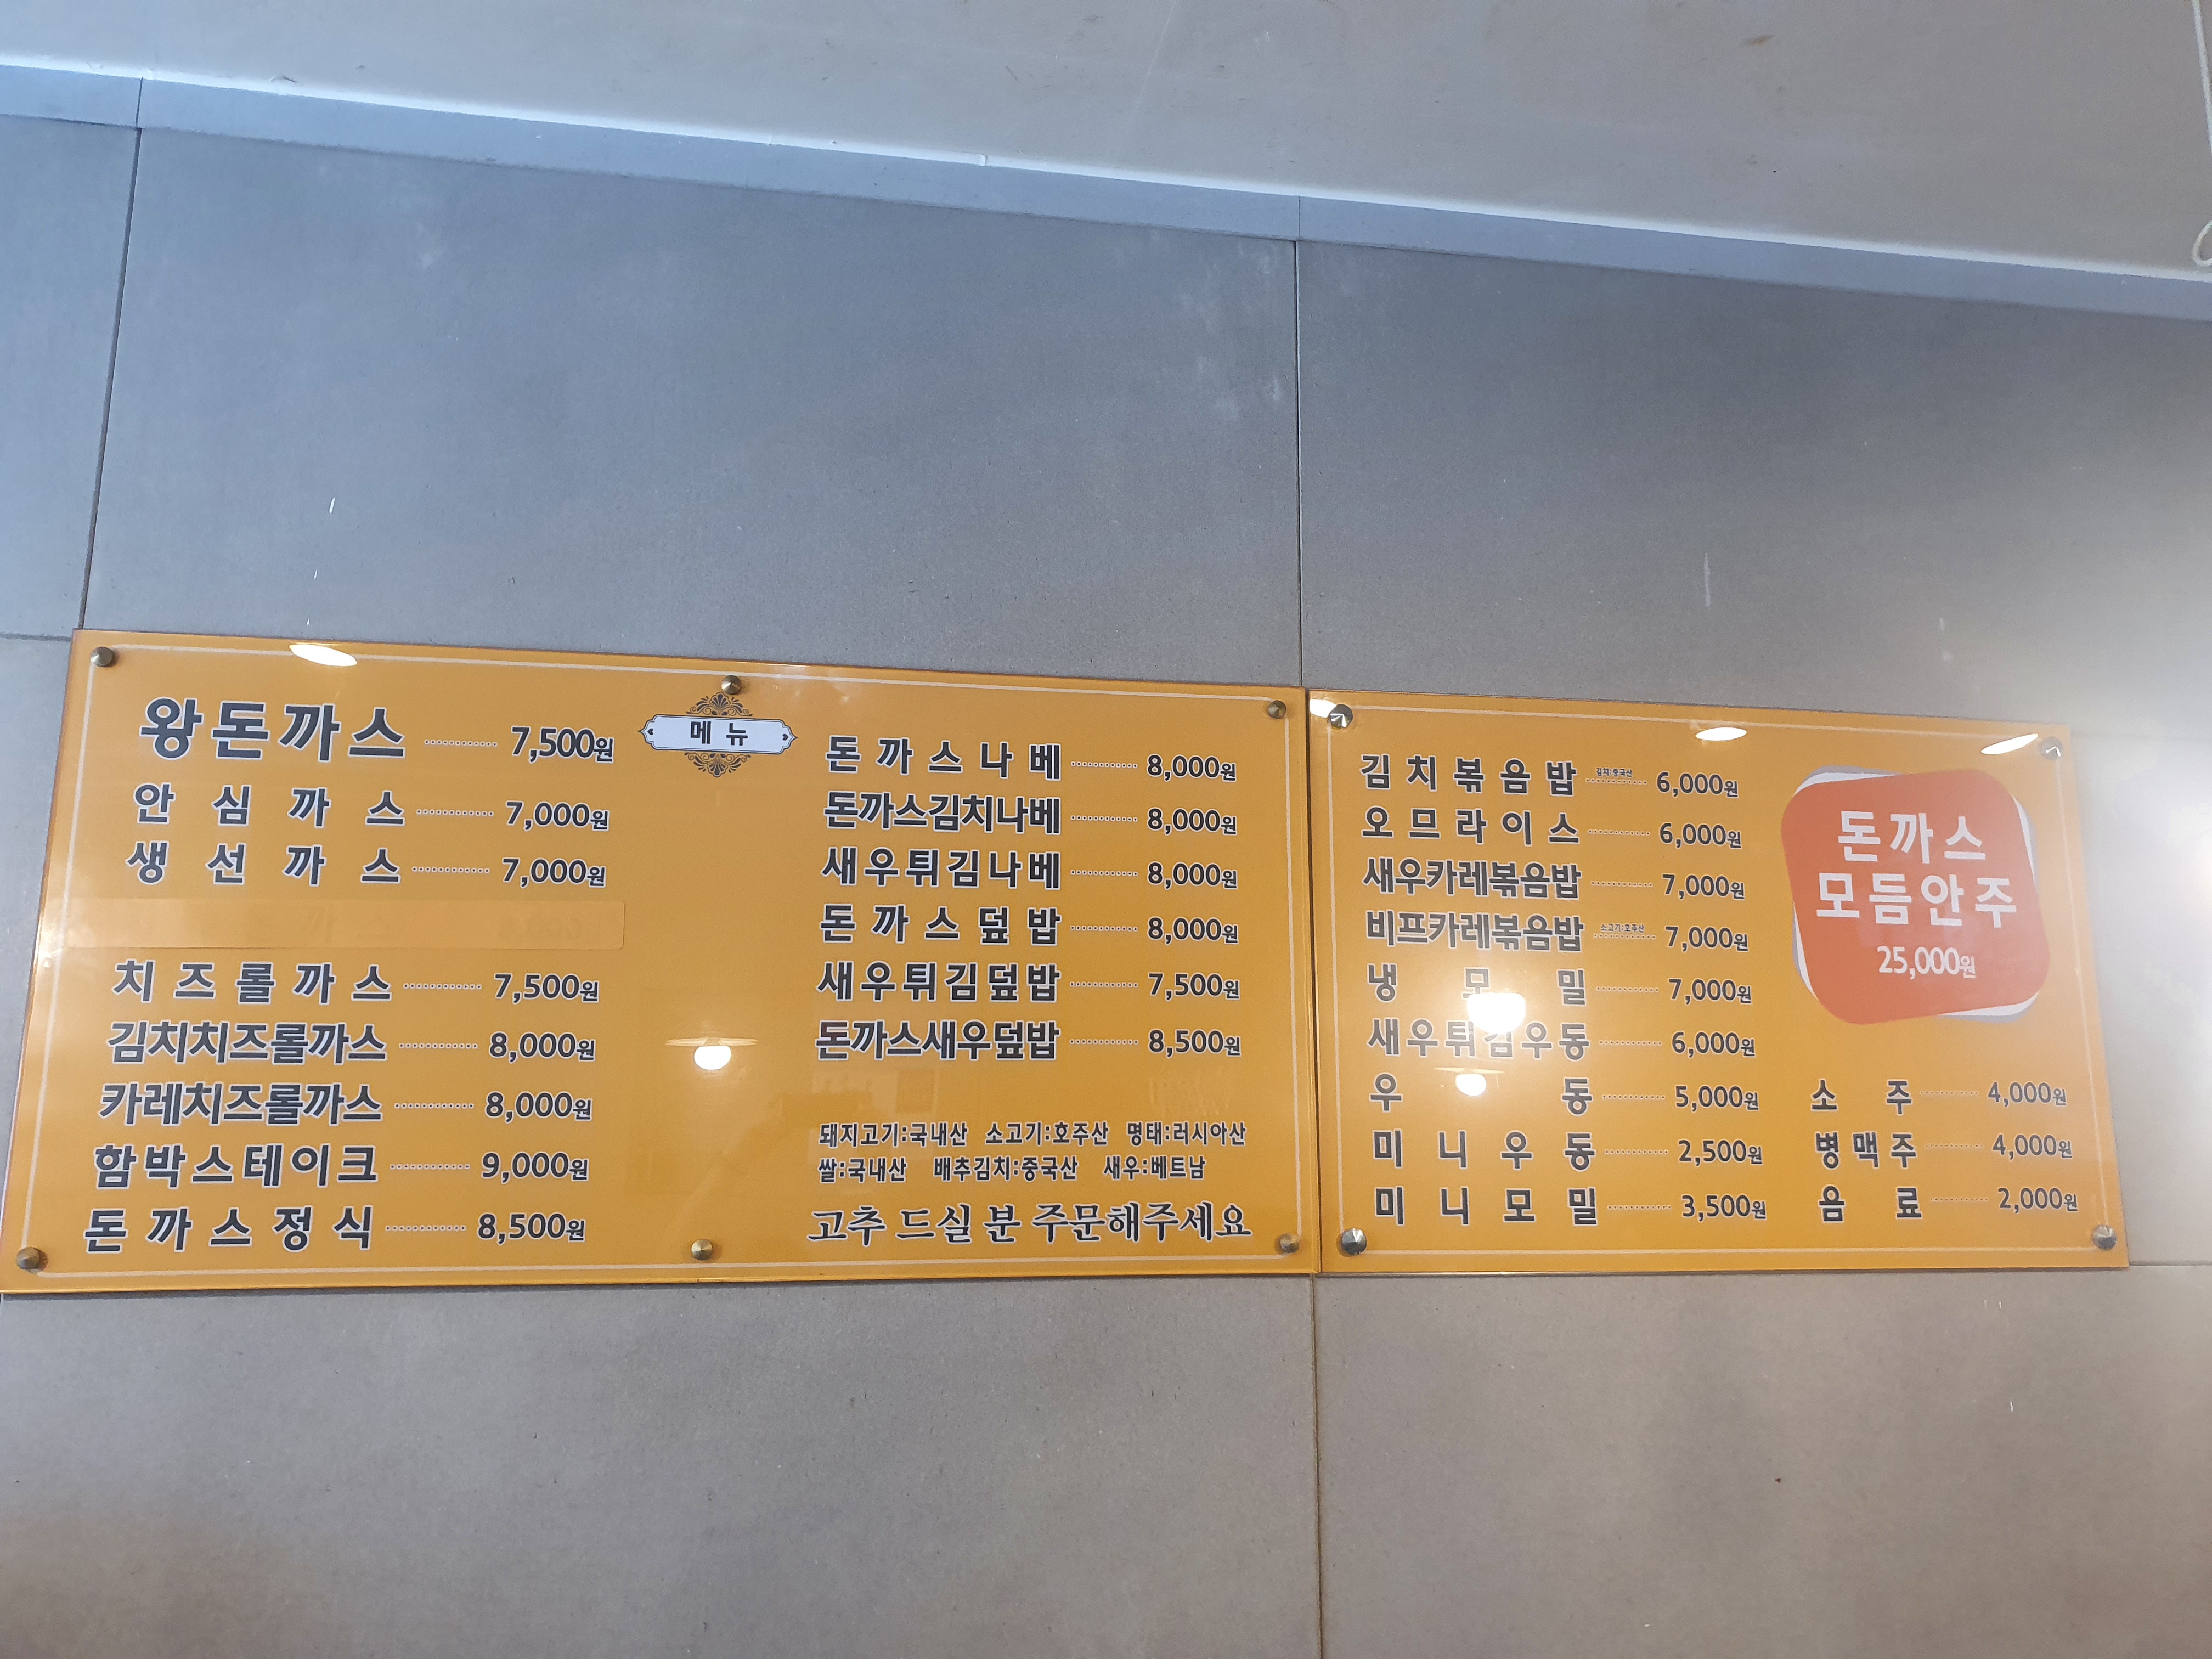 메뉴
왕돈까스 7,500원
안심까스 7,000원
생선까스 7,000원
치즈롤까스 7,500원
김치치즈롤까스 8,000원
카레치즈롤까스 8,000원
함박스테이크 9,000원
돈까스정식 8,500원
돈까스나베 8,000원
돈까스김치나베 8,000원
새우튀김나베 8,000원
돈까스덮밥 8,000원
새우튀김덮밥 7,500원
돈까스새우덮밥 8,500원
돼지고기:국내산 소고기:호주산 명태:러시아산
쌀:국내산 배추김치:중국산 새우:베트남
고추 드실 분 주문해주세요
김치볶음밥 김치:중국산 6,000원
오므라이스 6,000원
새우카레볶음밥 7,000원
비프카레볶음밥 소고기:호주산 7,000원
냉모밀 7,000원
새우튀김우동 6,000원
우동 5,000원
미니우동 2,500원
미니모밀 3,500원
돈까스
모듬안주
25,000원
소주 4,000원
병맥주 4,000원
음료 2,000원